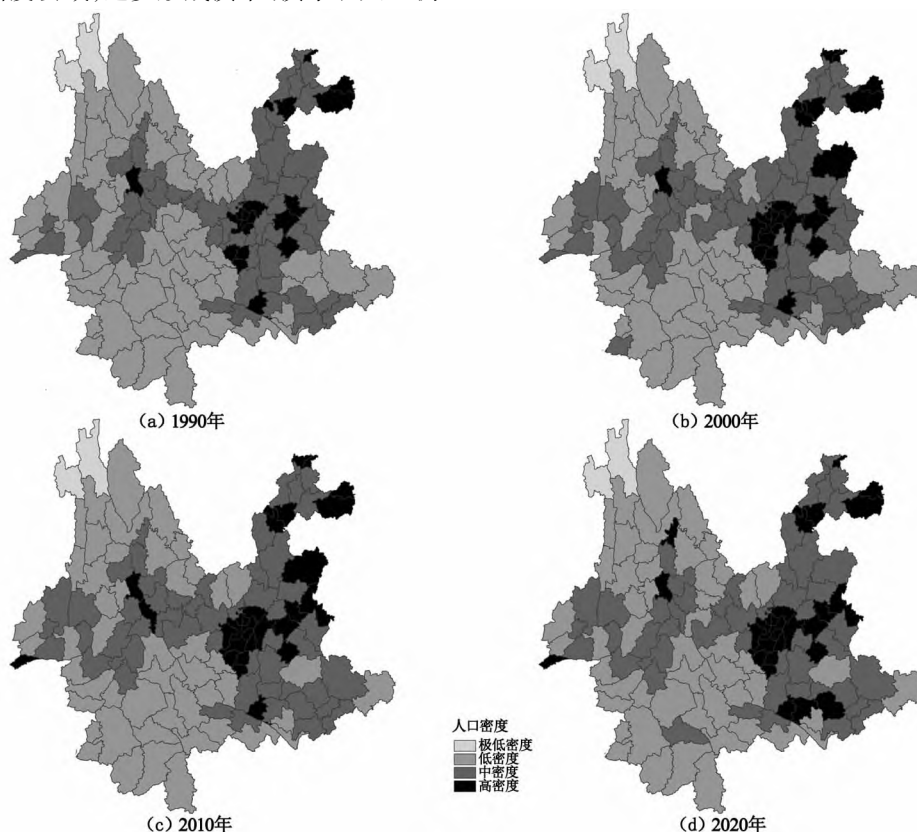 (a) 1990年
(b) 2000年
人口密度
极低密度
低密度
中密度
高密度
(c) 2010年
(d) 2020年